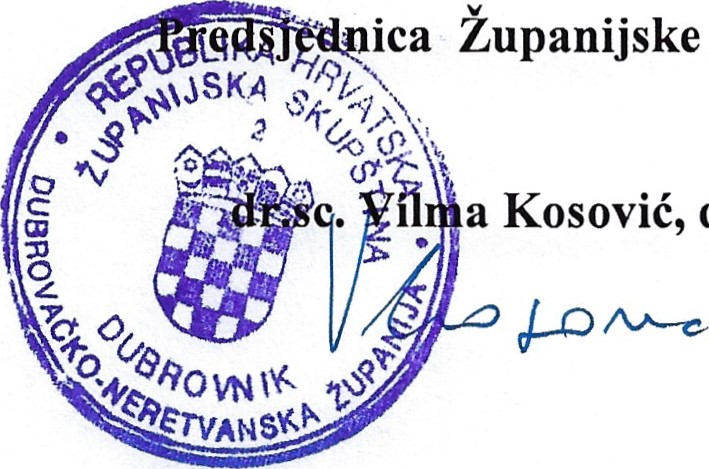 Predsjednica Županijske
REPUBLIKA HRVATSKA
ŽUPANIJSKA SKUPŠTINA
2
dr.sc. Vilma Kosović, d
DUBROVNIK
DUBROVAČKO-NERETVANSKA ŽUPANIJA